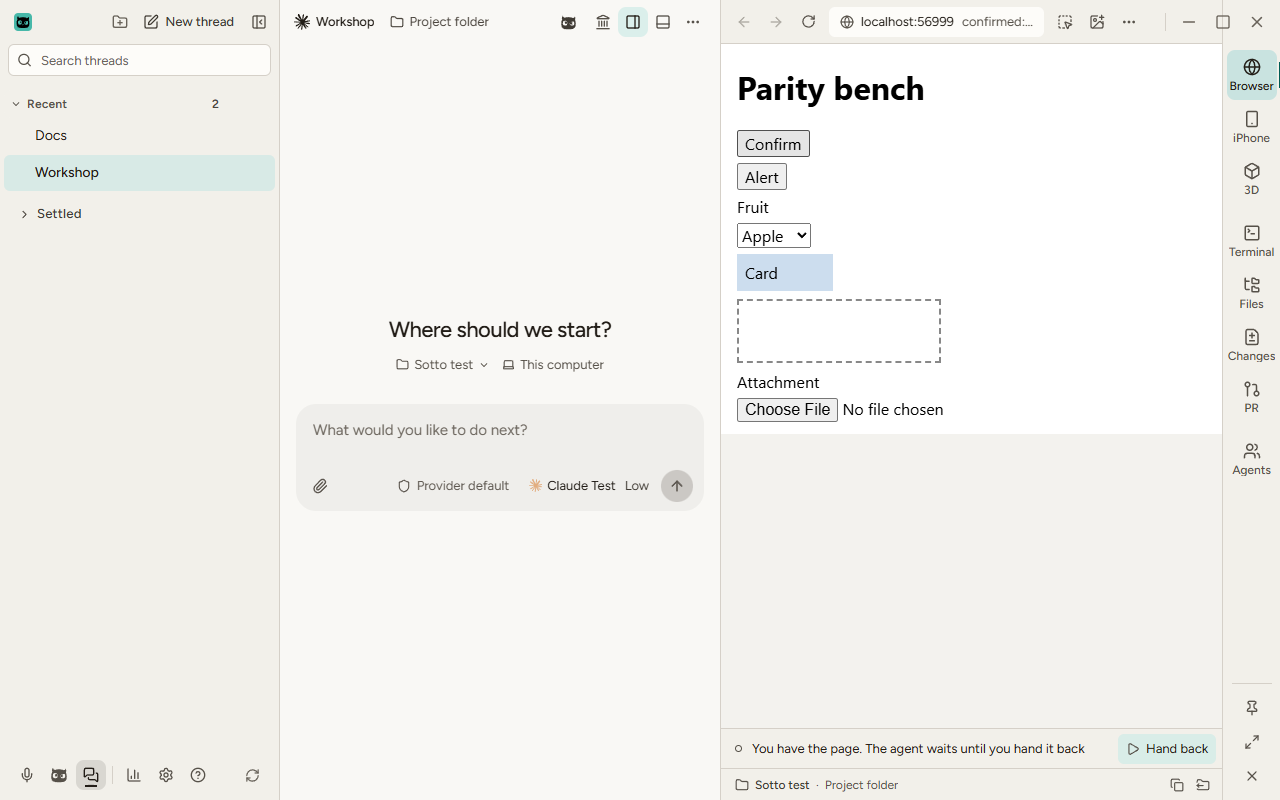 New thread
Search threads
Recent 2
Docs
Workshop
Settled
Workshop Project folder
Where should we start?
Sotto test This computer
What would you like to do next?
Provider default Claude Test Low
localhost:56999 confirmed:...
Parity bench
Confirm
Alert
Fruit
Apple
Card
Attachment
Choose File No file chosen
You have the page. The agent waits until you hand it back Hand back
Sotto test · Project folder
Browser
iPhone
3D
Terminal
Files
Changes
PR
Agents